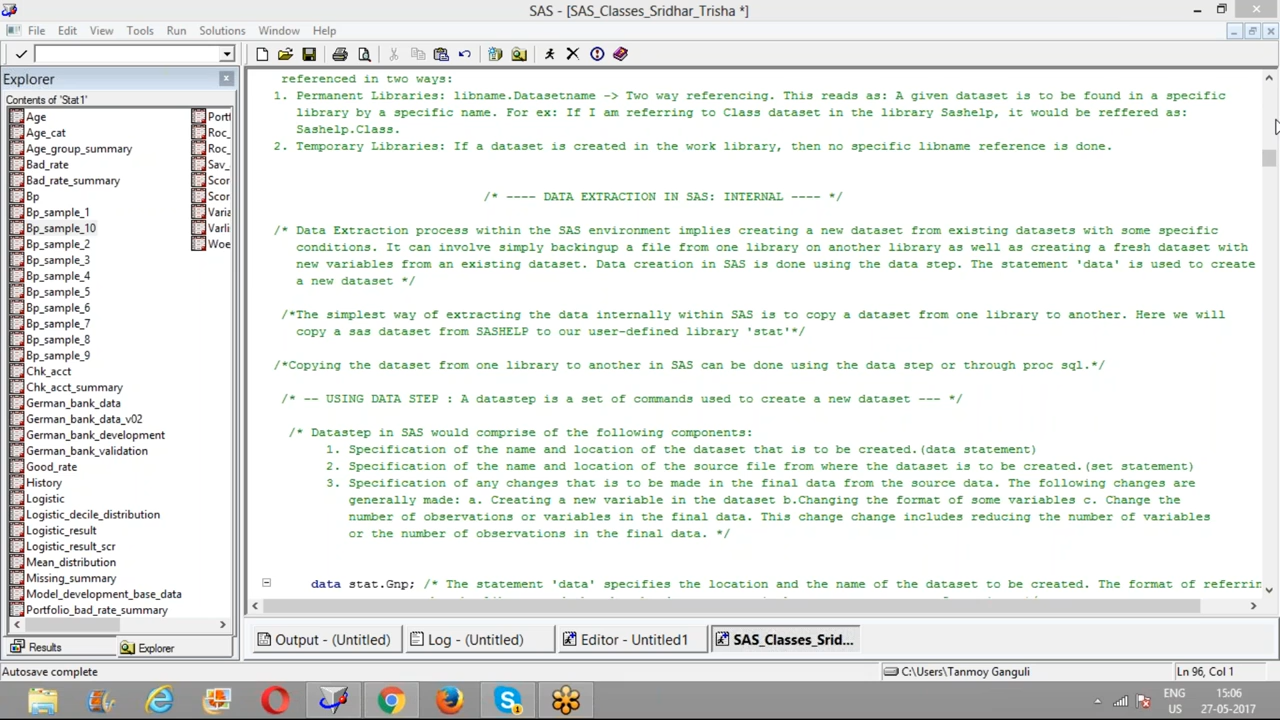 SAS - [SAS_Classes_Sridhar_Trisha *]
File Edit View Tools Run Solutions Window Help
Explorer
Contents of 'Stat1'
Age
Age_cat
Age_group_summary
Bad_rate
Bad_rate_summary
Bp
Bp_sample_1
Bp_sample_10
Bp_sample_2
Bp_sample_3
Bp_sample_4
Bp_sample_5
Bp_sample_6
Bp_sample_7
Bp_sample_8
Bp_sample_9
Chk_acct
Chk_acct_summary
German_bank_data
German_bank_data_v02
German_bank_development
German_bank_validation
Good_rate
History
Logistic
Logistic_decile_distribution
Logistic_result
Logistic_result_scr
Mean_distribution
Missing_summary
Model_development_base_data
Portfolio_bad_rate_summary
Portf
Roc_
Roc_
Sav_
Scor
Scor
Varia
Varli
Woe
referenced in two ways:
1. Permanent Libraries: libname.Datasetname -> Two way referencing. This reads as: A given dataset is to be found in a specific
library by a specific name. For ex: If I am referring to Class dataset in the library Sashelp, it would be reffered as:
Sashelp.Class.
2. Temporary Libraries: If a dataset is created in the work library, then no specific libname reference is done.
/* ---- DATA EXTRACTION IN SAS: INTERNAL ---- */
/* Data Extraction process within the SAS environment implies creating a new dataset from existing datasets with some specific
conditions. It can involve simply backingup a file from one library on another library as well as creating a fresh dataset with
new variables from an existing dataset. Data creation in SAS is done using the data step. The statement 'data' is used to create
a new dataset */
/*The simplest way of extracting the data internally within SAS is to copy a dataset from one library to another. Here we will
copy a sas dataset from SASHELP to our user-defined library 'stat'*/
/*Copying the dataset from one library to another in SAS can be done using the data step or through proc sql.*/
/* -- USING DATA STEP : A datastep is a set of commands used to create a new dataset --- */
/* Datastep in SAS would comprise of the following components:
1. Specification of the name and location of the dataset that is to be created.(data statement)
2. Specification of the name and location of the source file from where the dataset is to be created.(set statement)
3. Specification of any changes that is to be made in the final data from the source data. The following changes are
generally made: a. Creating a new variable in the dataset b.Changing the format of some variables c. Change the
number of observations or variables in the final data. This change change includes reducing the number of variables
or the number of observations in the final data. */
data stat.Gnp; /* The statement 'data' specifies the location and the name of the dataset to be created. The format of referrin
Results Explorer
Output - (Untitled) Log - (Untitled) Editor - Untitled1 SAS_Classes_Srid...
Autosave complete C:\Users\Tanmoy Ganguli Ln 96, Col 1
ENG 15:06
US 27-05-2017